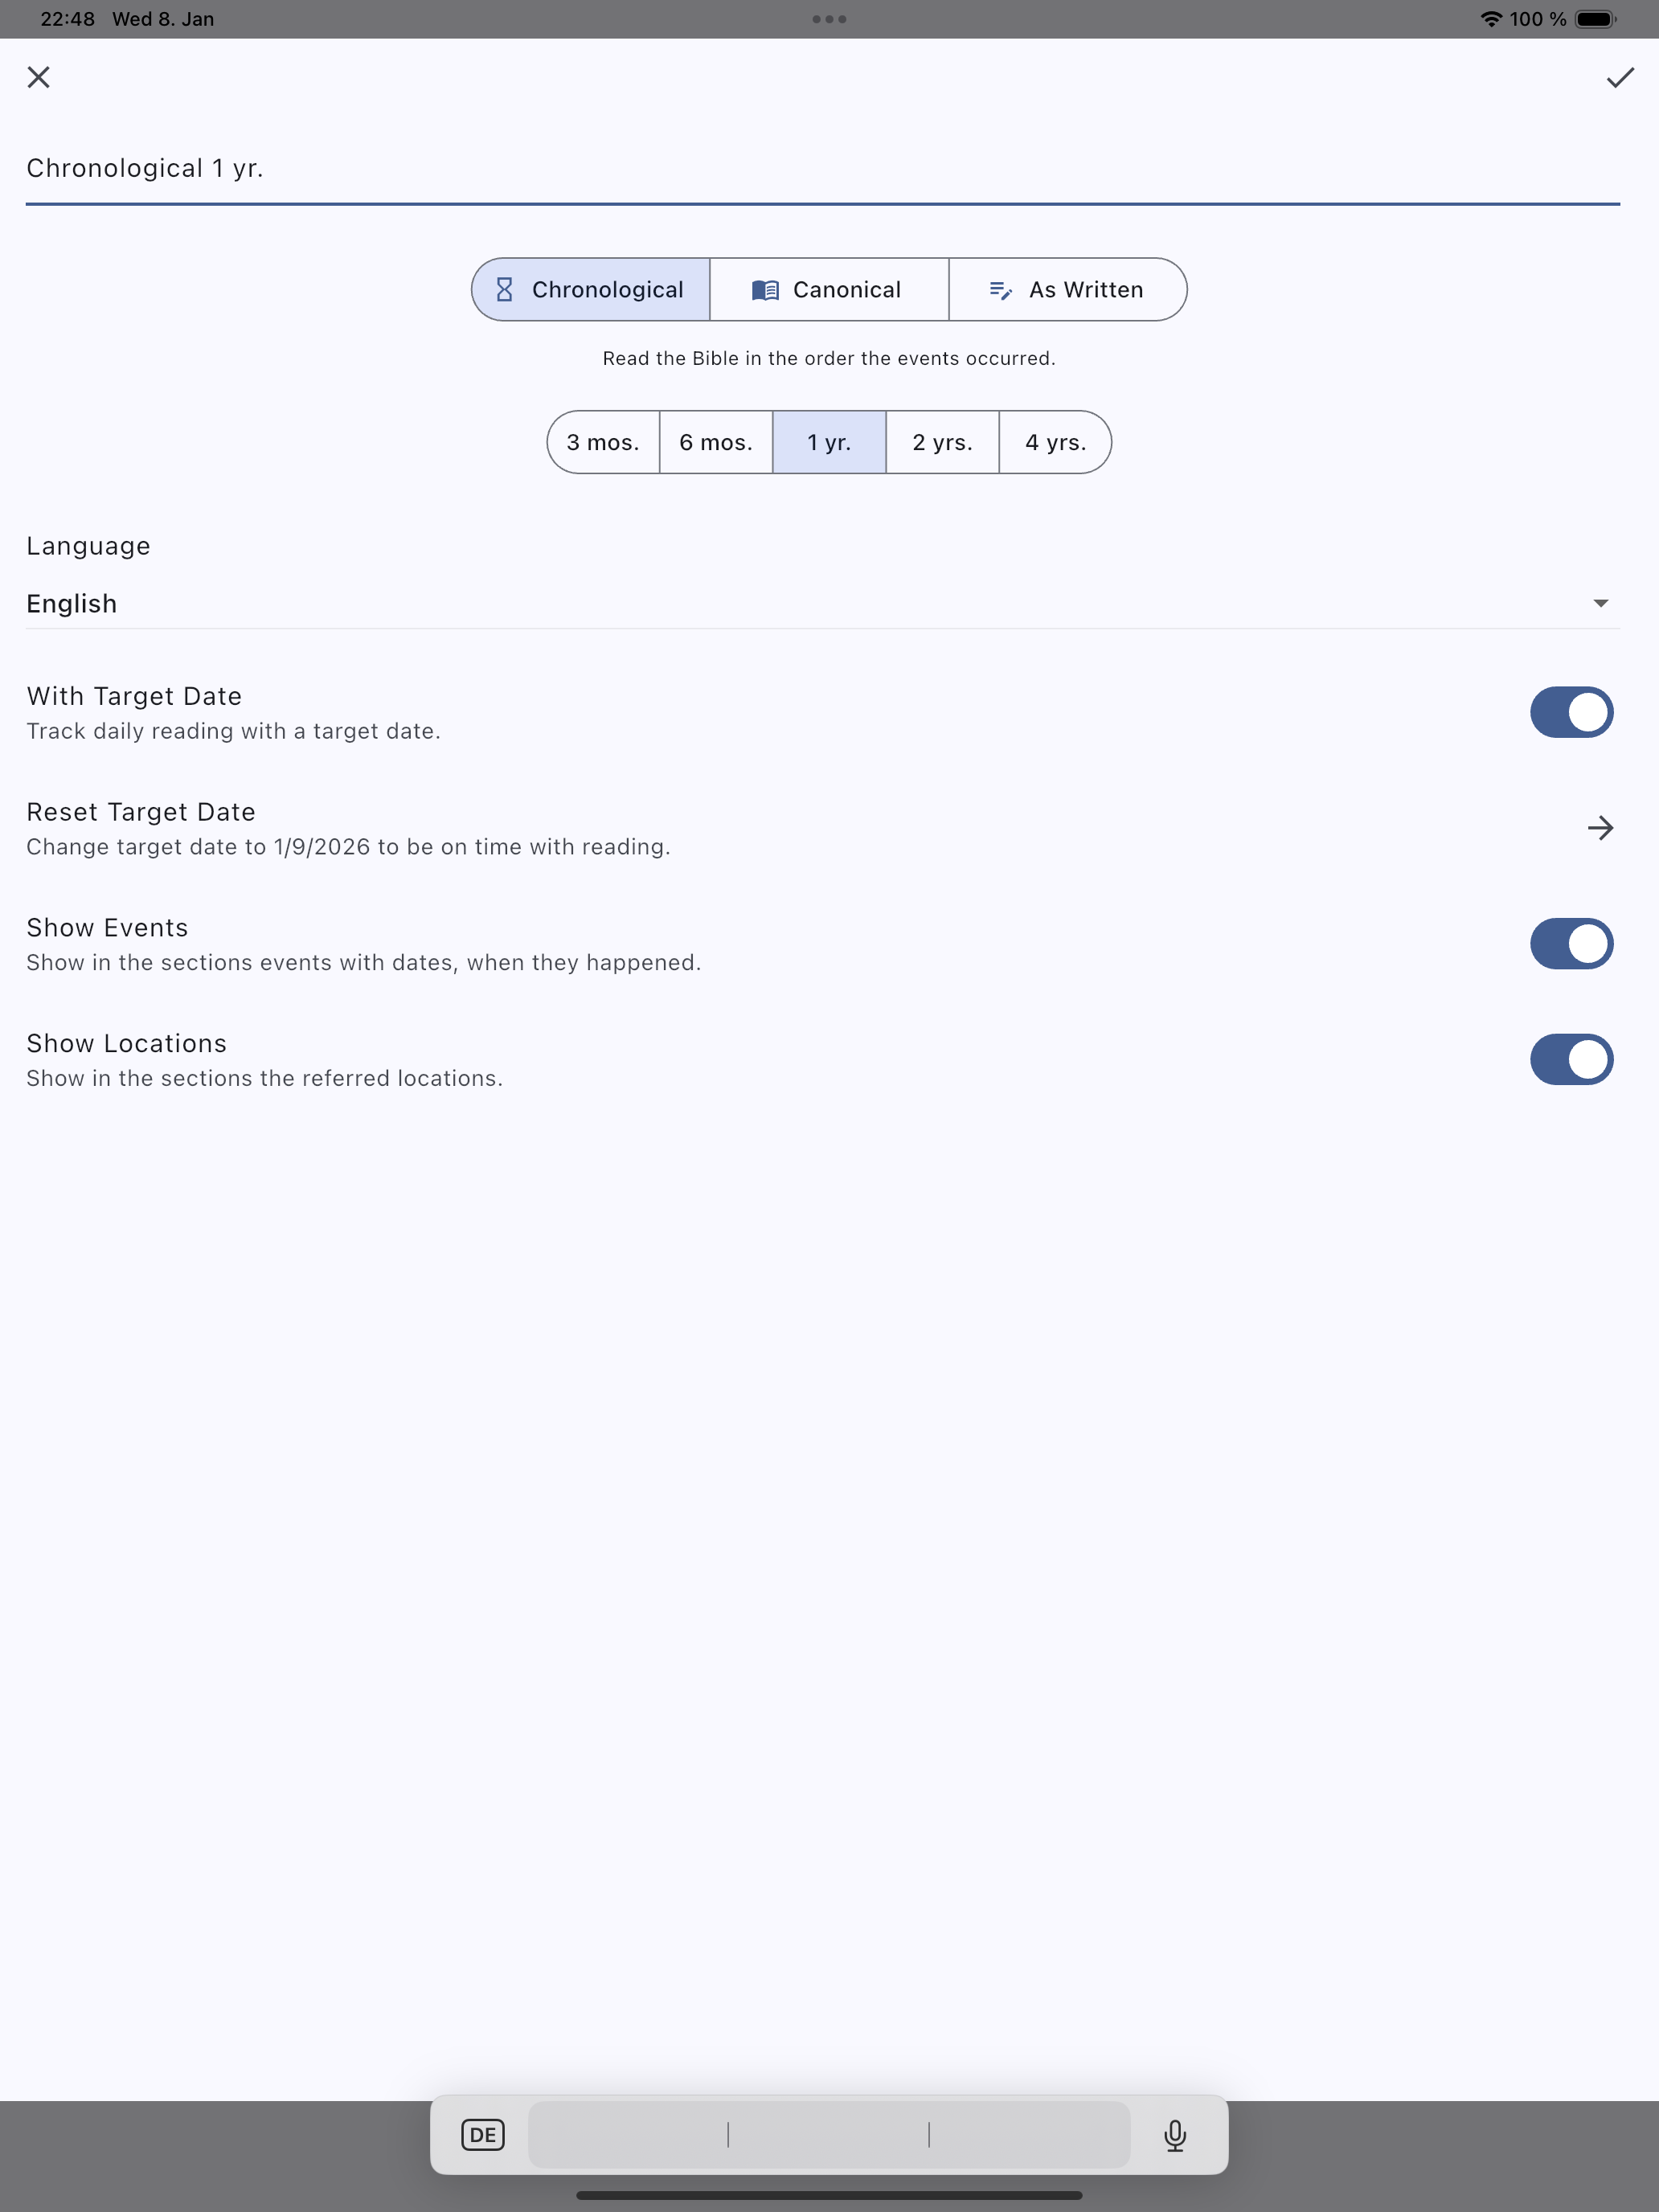 22:48 Wed 8. Jan
100 %
Chronological 1 yr.
Chronological Canonical As Written
Read the Bible in the order the events occurred.
3 mos. 6 mos. 1 yr. 2 yrs. 4 yrs.
Language
English
With Target Date
Track daily reading with a target date.
Reset Target Date
Change target date to 1/9/2026 to be on time with reading.
Show Events
Show in the sections events with dates, when they happened.
Show Locations
Show in the sections the referred locations.
DE